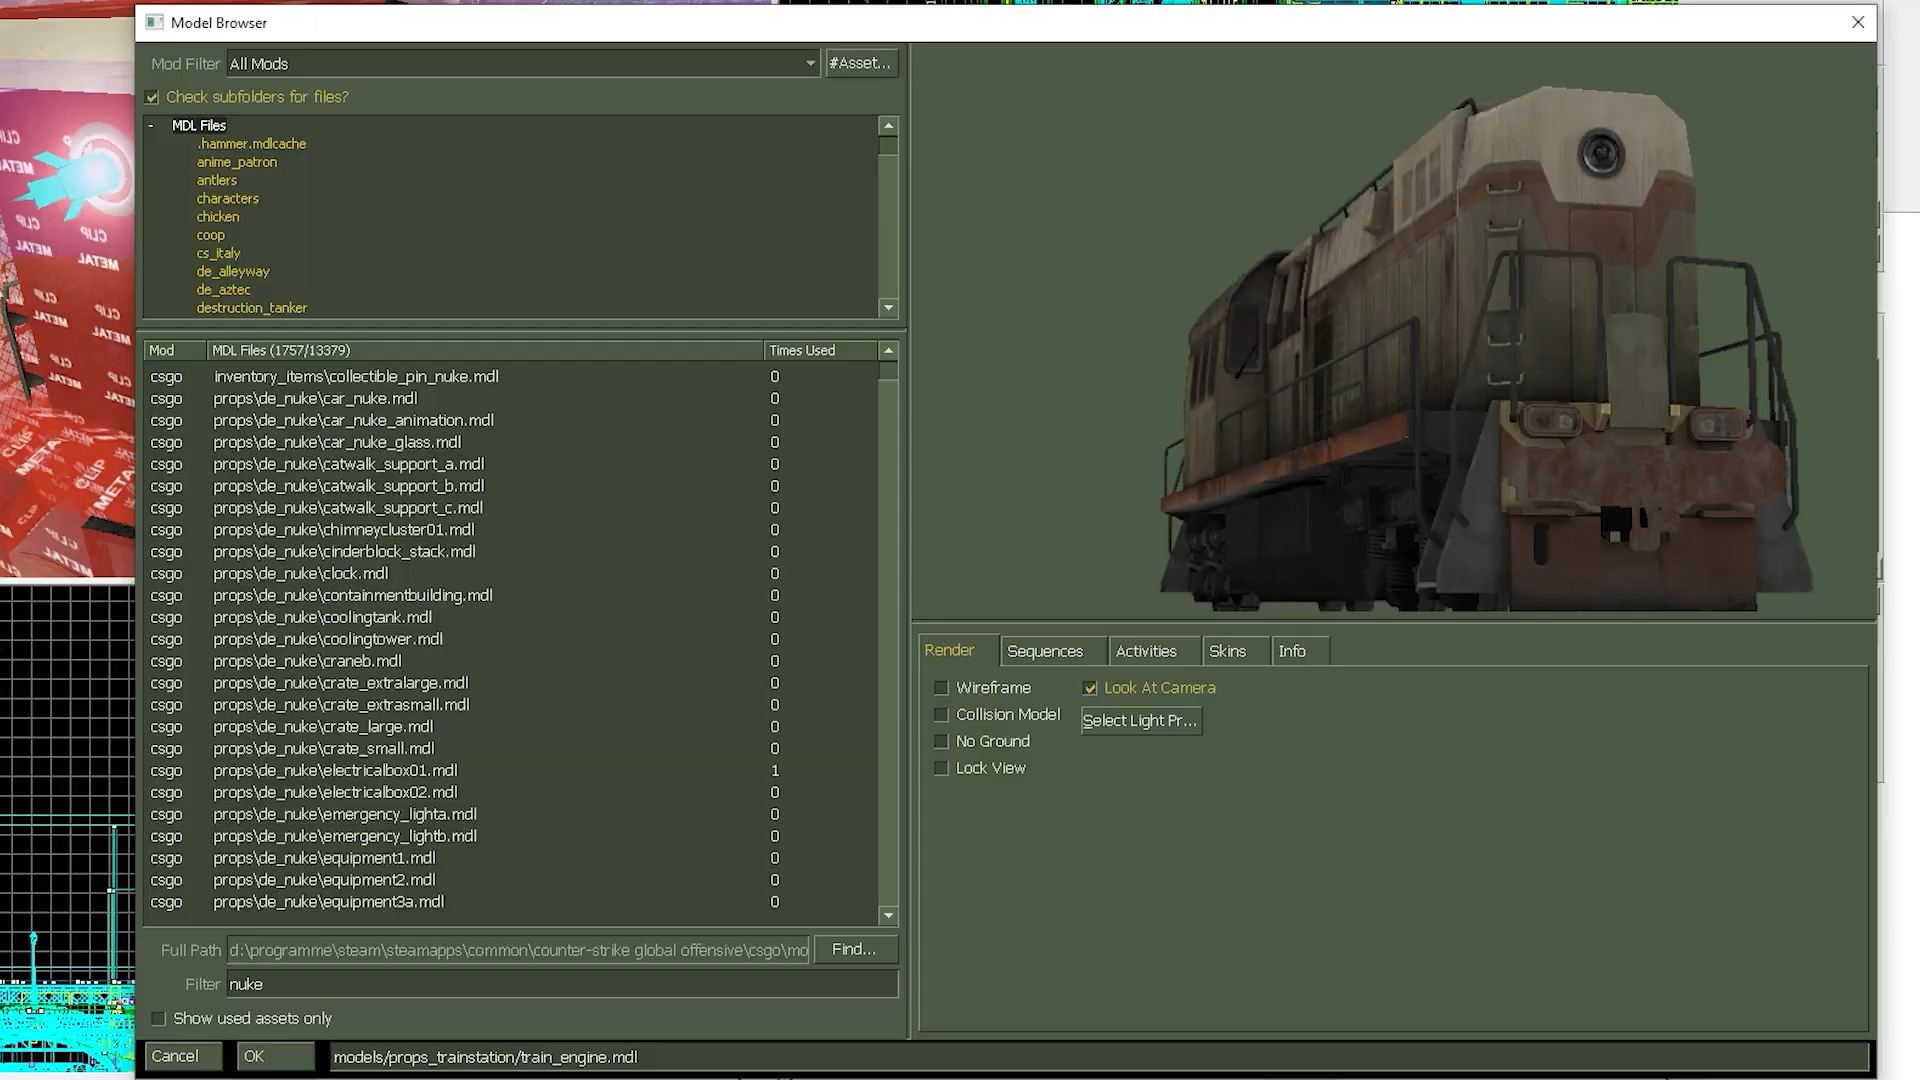 Model Browser
Mod Filter All Mods #Asset...
Check subfolders for files?
- MDL Files
.hammer.mdlcache
anime_patron
antlers
characters
chicken
coop
cs_italy
de_alleyway
de_aztec
destruction_tanker
Mod MDL Files (1757/13379) Times Used
csgo inventory_items\collectible_pin_nuke.mdl 0
csgo props\de_nuke\car_nuke.mdl 0
csgo props\de_nuke\car_nuke_animation.mdl 0
csgo props\de_nuke\car_nuke_glass.mdl 0
csgo props\de_nuke\catwalk_support_a.mdl 0
csgo props\de_nuke\catwalk_support_b.mdl 0
csgo props\de_nuke\catwalk_support_c.mdl 0
csgo props\de_nuke\chimneycluster01.mdl 0
csgo props\de_nuke\cinderblock_stack.mdl 0
csgo props\de_nuke\clock.mdl 0
csgo props\de_nuke\containmentbuilding.mdl 0
csgo props\de_nuke\coolingtank.mdl 0
csgo props\de_nuke\coolingtower.mdl 0
csgo props\de_nuke\craneb.mdl 0
csgo props\de_nuke\crate_extralarge.mdl 0
csgo props\de_nuke\crate_extrasmall.mdl 0
csgo props\de_nuke\crate_large.mdl 0
csgo props\de_nuke\crate_small.mdl 0
csgo props\de_nuke\electricalbox01.mdl 1
csgo props\de_nuke\electricalbox02.mdl 0
csgo props\de_nuke\emergency_lighta.mdl 0
csgo props\de_nuke\emergency_lightb.mdl 0
csgo props\de_nuke\equipment1.mdl 0
csgo props\de_nuke\equipment2.mdl 0
csgo props\de_nuke\equipment3a.mdl 0
Full Path d:\programme\steam\steamapps\common\counter-strike global offensive\csgo\mo Find...
Filter nuke
Show used assets only
Cancel OK models/props_trainstation/train_engine.mdl
Render Sequences Activities Skins Info
Wireframe Look At Camera
Collision Model Select Light Pr...
No Ground
Lock View
CLIP
METAL
CLIP
METAL
CLIP
METAL
CLIP
METAL